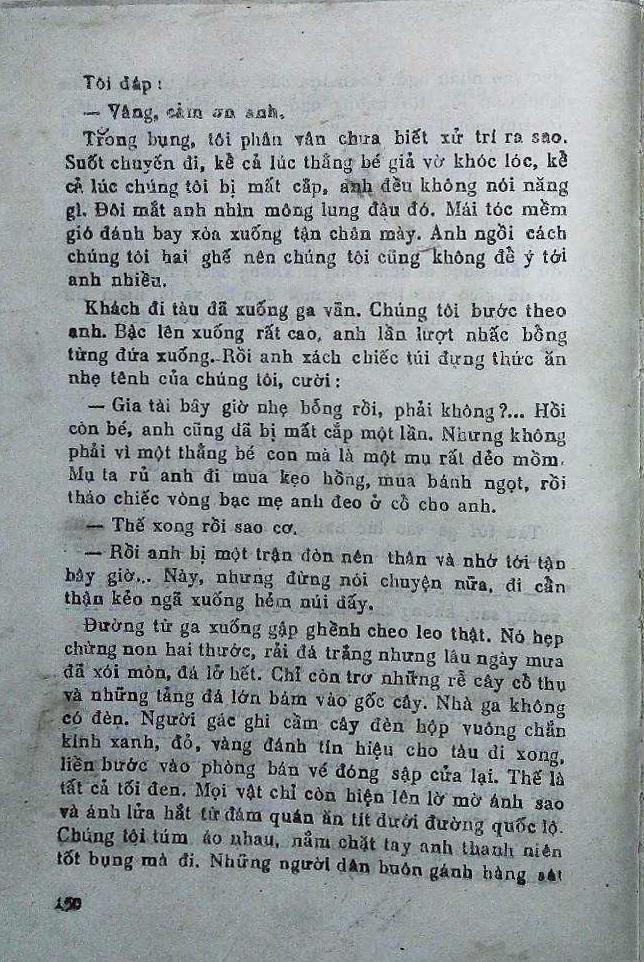 Tôi đáp :
— Vâng, cảm ơn anh.
Trong bụng, tôi phân vân chưa biết xử trí ra sao.
Suốt chuyến đi, kể cả lúc thằng bé giả vờ khóc lóc, kể
cả lúc chúng tôi bị mất cắp, anh đều không nói năng
gì. Đôi mắt anh nhìn mông lung đâu đó. Mái tóc mềm
gió đánh bay xòa xuống tận chân mày. Anh ngồi cách
chúng tôi hai ghế nên chúng tôi cũng không để ý tới
anh nhiều.
Khách đi tàu đã xuống ga vãn. Chúng tôi bước theo
anh. Bậc lên xuống rất cao, anh lần lượt nhấc bổng
từng đứa xuống. Rồi anh xách chiếc túi đựng thức ăn
nhẹ tênh của chúng tôi, cười :
— Gia tài bây giờ nhẹ bỗng rồi, phải không ?... Hồi
còn bé, anh cũng đã bị mất cắp một lần. Nhưng không
phải vì một thằng bé con mà là một mụ rất dẻo mồm.
Mụ ta rủ anh đi mua kẹo hồng, mua bánh ngọt, rồi
tháo chiếc vòng bạc mẹ anh đeo ở cổ cho anh.
— Thế xong rồi sao cơ.
— Rồi anh bị một trận đòn nên thân và nhớ tới tận
bây giờ... Này, nhưng đừng nói chuyện nữa, đi cẩn
thận kẻo ngã xuống hẻm núi đấy.
Đường từ ga xuống gập ghềnh cheo leo thật. Nó hẹp
chừng non hai thước, rải đá trắng nhưng lâu ngày mưa
đã xói mòn, đá lở hết. Chỉ còn trơ những rễ cây cổ thụ
và những tảng đá lớn bám vào gốc cây. Nhà ga không
có đèn. Người gác ghi cầm cây đèn hộp vuông chắn
kính xanh, đỏ, vàng đánh tín hiệu cho tàu đi xong,
liền bước vào phòng bán vé đóng sập cửa lại. Thế là
tất cả tối đen. Mọi vật chỉ còn hiện lên lờ mờ ánh sao
và ánh lửa hắt từ đám quán ăn tít dưới đường quốc lộ.
Chúng tôi túm áo nhau, nắm chặt tay anh thanh niên
tốt bụng mà đi. Những người dân buôn gánh hàng sát
150